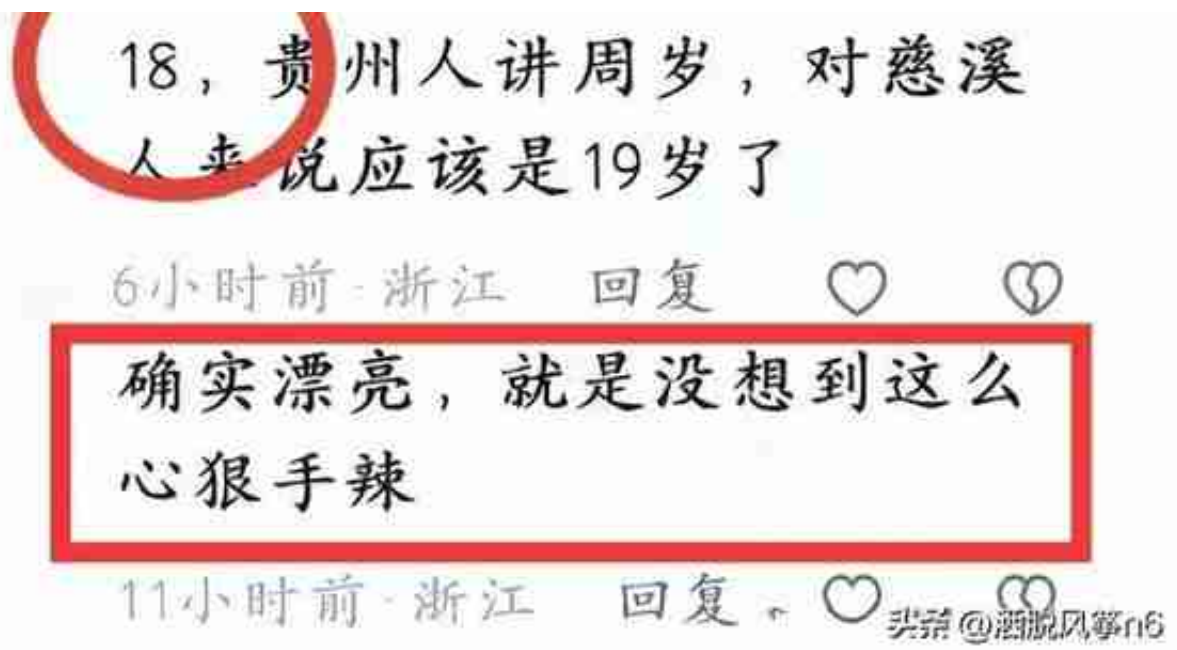 18，贵州人讲周岁，对慈溪
人来说应该是19岁了
6小时前·浙江 回复
确实漂亮，就是没想到这么
心狠手辣
11小时前·浙江 回复
头条 @洒脱风筝n6